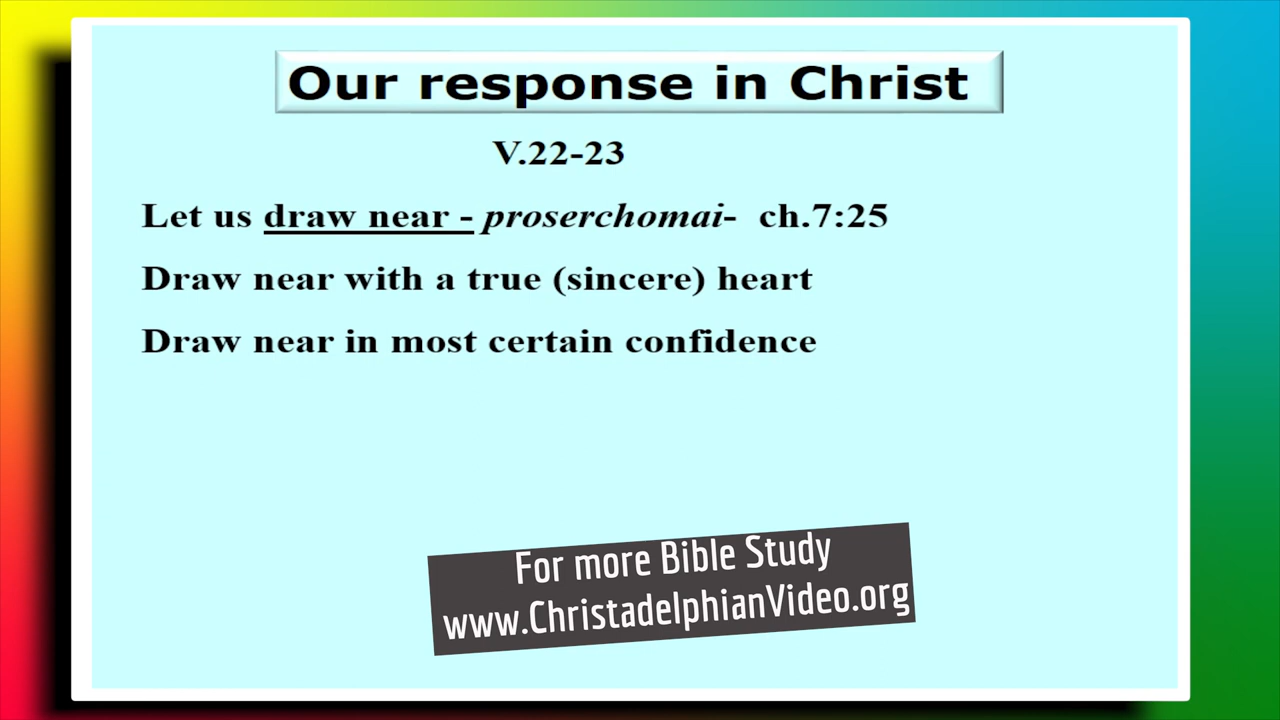 Our response in Christ
V.22-23
Let us draw near - proserchomai- ch.7:25
Draw near with a true (sincere) heart
Draw near in most certain confidence
For more Bible Study
www.ChristadelphianVideo.org